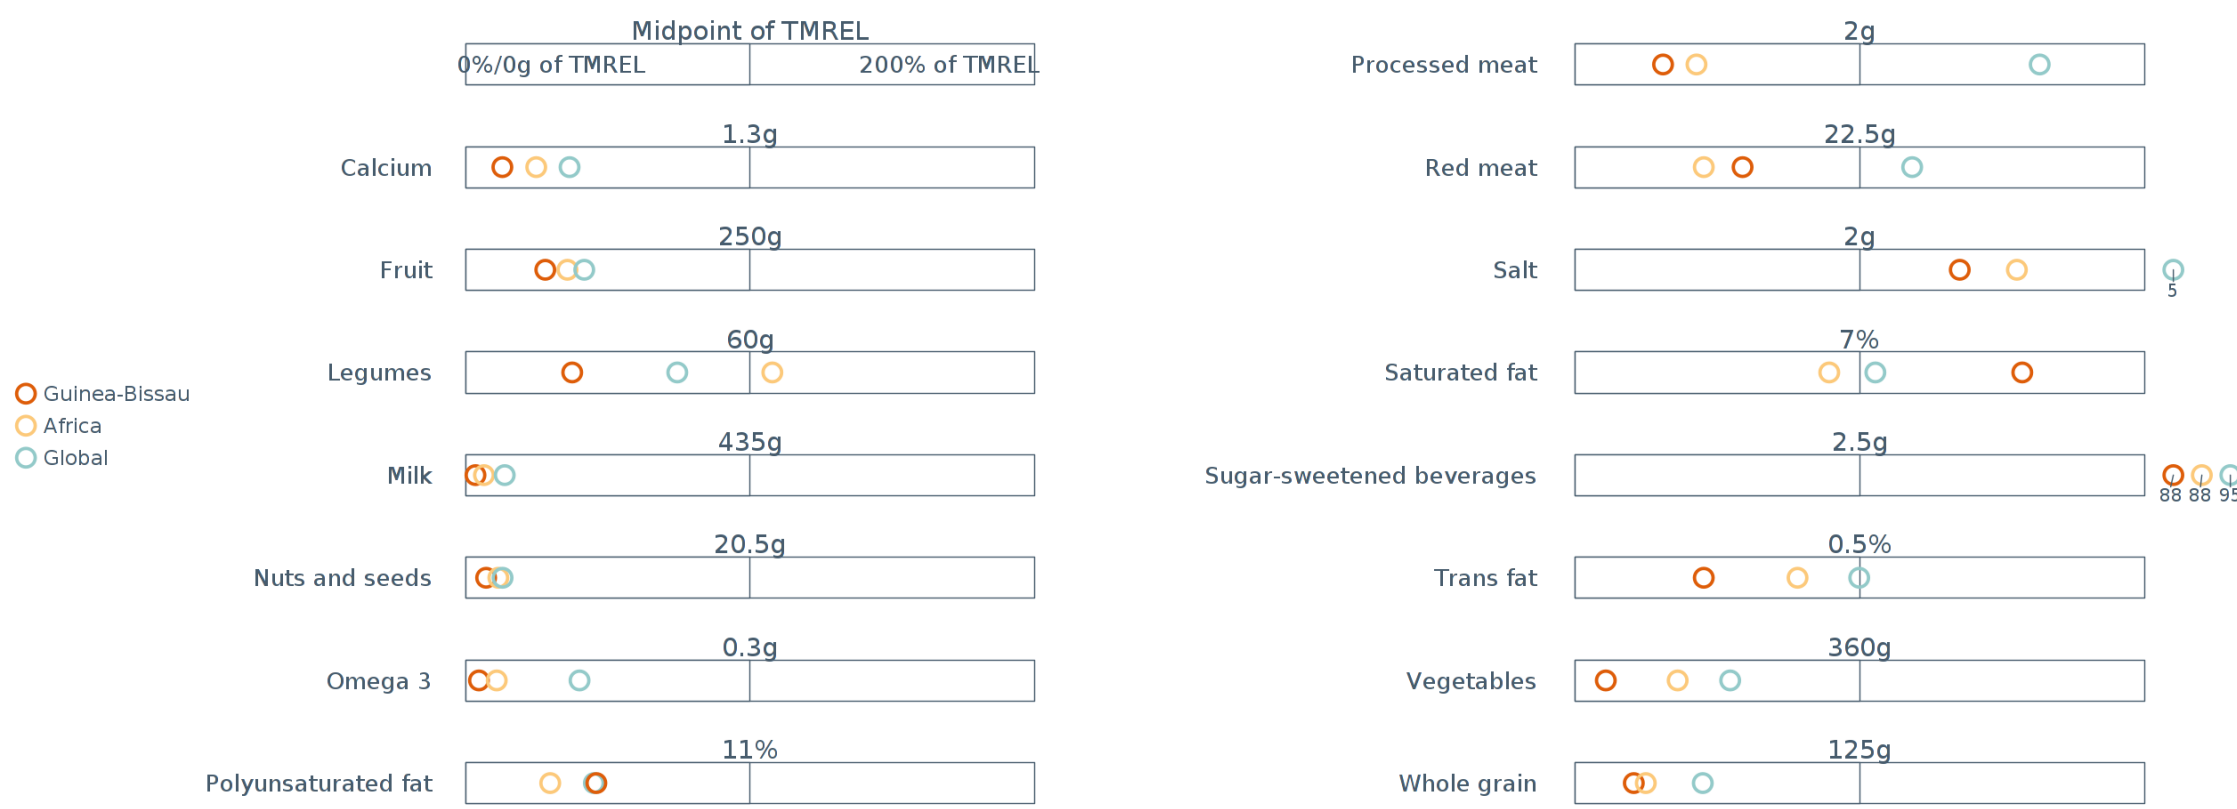 Midpoint of TMREL
0%/0g of TMREL
200% of TMREL
1.3g
Calcium
250g
Fruit
60g
Legumes
435g
Milk
20.5g
Nuts and seeds
0.3g
Omega 3
11%
Polyunsaturated fat
Guinea-Bissau
Africa
Global
2g
Processed meat
22.5g
Red meat
2g
Salt
5
7%
Saturated fat
2.5g
Sugar-sweetened beverages
88 88 95
0.5%
Trans fat
360g
Vegetables
125g
Whole grain